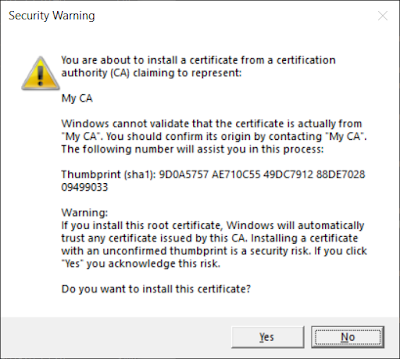 Security Warning
You are about to install a certificate from a certification
authority (CA) claiming to represent:
My CA
Windows cannot validate that the certificate is actually from
"My CA". You should confirm its origin by contacting "My CA".
The following number will assist you in this process:
Thumbprint (sha1): 9D0A5757 AE710C55 49DC7912 88DE7028
09499033
Warning:
If you install this root certificate, Windows will automatically
trust any certificate issued by this CA. Installing a certificate
with an unconfirmed thumbprint is a security risk. If you click
"Yes" you acknowledge this risk.
Do you want to install this certificate?
Yes
No